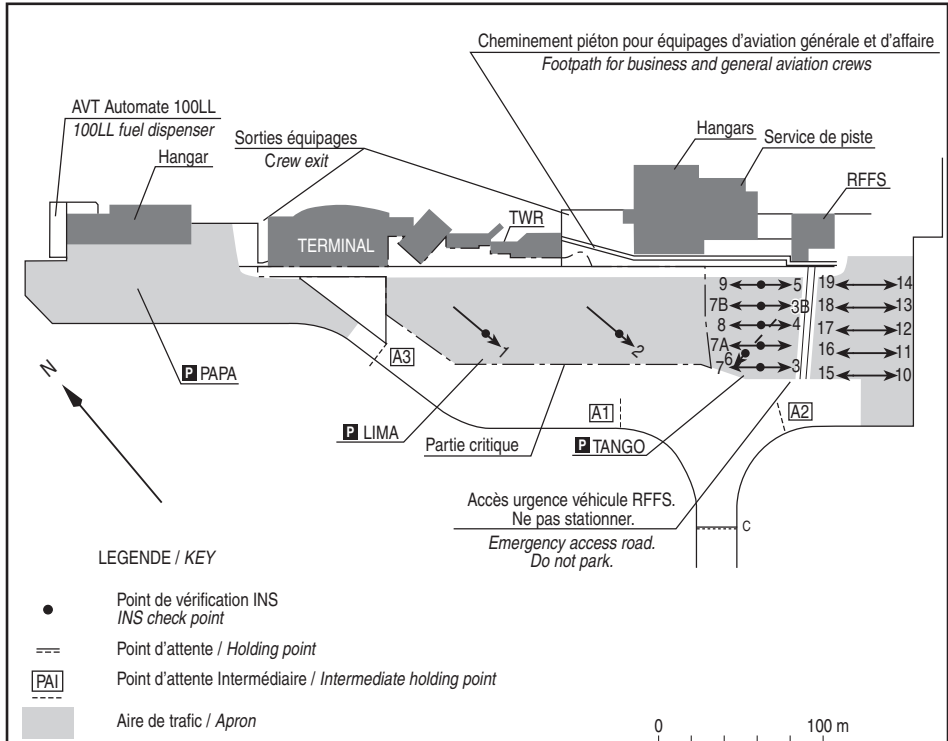 Cheminement piéton pour équipages d'aviation générale et d'affaire
Footpath for business and general aviation crews
AVT Automate 100LL
100LL fuel dispenser
Hangar
Sorties équipages
Crew exit
Hangars
Service de piste
RFFS
TWR
TERMINAL
9 5 19 14
7B 3B 18 13
8 4 17 12
7A 16 11
6
7 3 15 10
1
2
N
A3
P PAPA
P LIMA
A1
A2
Partie critique
P TANGO
Accès urgence véhicule RFFS.
Ne pas stationner.
Emergency access road.
Do not park.
C
LEGENDE / KEY
Point de vérification INS
INS check point
Point d'attente / Holding point
PAI Point d'attente Intermédiaire / Intermediate holding point
Aire de trafic / Apron
0 100 m